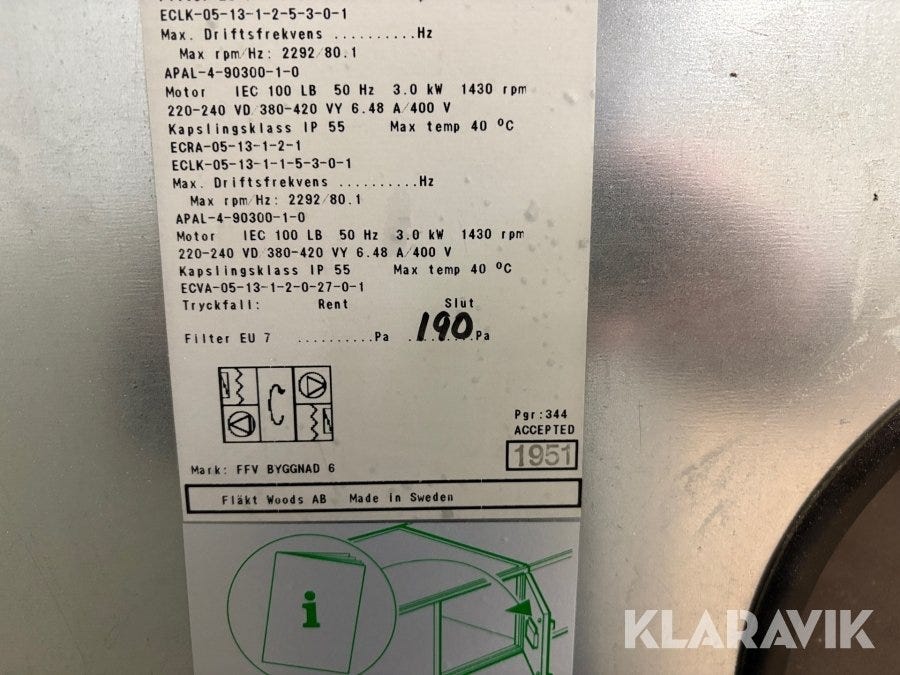 ECLK-05-13-1-2-5-3-0-1
Max. Driftsfrekvens ..........Hz
Max rpm/Hz: 2292/80.1
APAL-4-90300-1-0
Motor IEC 100 LB 50 Hz 3.0 kW 1430 rpm
220-240 VD/380-420 VY 6.48 A/400 V
Kapslingsklass IP 55 Max temp 40 ºC
ECRA-05-13-1-2-1
ECLK-05-13-1-1-5-3-0-1
Max. Driftsfrekvens ..........Hz
Max rpm/Hz: 2292/80.1
APAL-4-90300-1-0
Motor IEC 100 LB 50 Hz 3.0 kW 1430 rpm
220-240 VD/380-420 VY 6.48 A/400 V
Kapslingsklass IP 55 Max temp 40 ºC
ECVA-05-13-1-2-0-27-0-1
Tryckfall: Rent Slut
Filter EU 7 ..........Pa 190 Pa
Pgr:344
ACCEPTED
1951
Mark: FFV BYGGNAD 6
Fläkt Woods AB Made in Sweden
i
KLARAVIK